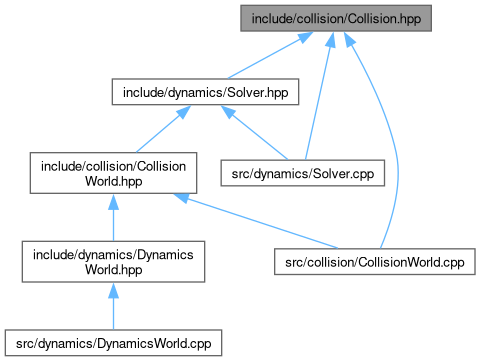 include/collision/Collision.hpp
include/dynamics/Solver.hpp
include/collision/Collision
World.hpp
src/dynamics/Solver.cpp
include/dynamics/Dynamics
World.hpp
src/collision/CollisionWorld.cpp
src/dynamics/DynamicsWorld.cpp